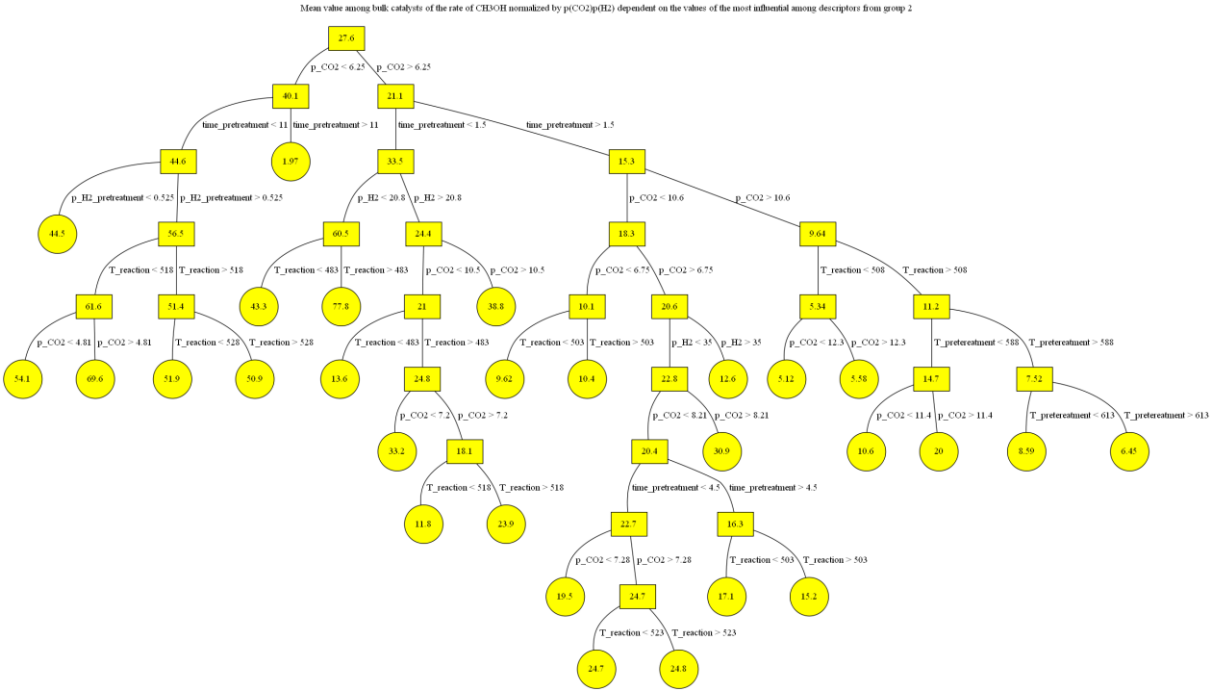 Mean value among bulk catalysts of the rate of CH3OH normalized by p(CO2)p(H2) dependent on the values of the most influential among descriptors from group 2
27.6
p_CO2 < 6.25 p_CO2 > 6.25
40.1 21.1
time_pretreatment < 11 time_pretreatment > 11 time_pretreatment < 1.5 time_pretreatment > 1.5
44.6 1.97 33.5 15.3
p_H2_pretreatment < 0.525 p_H2_pretreatment > 0.525 p_H2 < 20.8 p_H2 > 20.8 p_CO2 < 10.6 p_CO2 > 10.6
44.5 56.5 60.5 24.4 18.3 9.64
T_reaction < 518 T_reaction > 518 T_reaction < 483 T_reaction > 483 p_CO2 < 10.5 p_CO2 > 10.5 p_CO2 < 6.75 p_CO2 > 6.75 T_reaction < 508 T_reaction > 508
61.6 51.4 43.3 77.8 21 38.8 10.1 20.6 5.34 11.2
p_CO2 < 4.81 p_CO2 > 4.81 T_reaction < 528 T_reaction > 528 T_reaction < 483 T_reaction > 483 T_reaction < 503 T_reaction > 503 p_H2 < 35 p_H2 > 35 p_CO2 < 12.3 p_CO2 > 12.3 T_pretereatment < 588 T_pretereatment > 588
54.1 69.6 51.9 50.9 13.6 24.8 9.62 10.4 22.8 12.6 5.12 5.58 14.7 7.52
p_CO2 < 7.2 p_CO2 > 7.2 p_CO2 < 8.21 p_CO2 > 8.21 p_CO2 < 11.4 p_CO2 > 11.4 T_pretereatment < 613 T_pretereatment > 613
33.2 18.1 20.4 30.9 10.6 20 8.59 6.45
T_reaction < 518 T_reaction > 518 time_pretreatment < 4.5 time_pretreatment > 4.5
11.8 23.9 22.7 16.3
p_CO2 < 7.28 p_CO2 > 7.28 T_reaction < 503 T_reaction > 503
19.5 24.7 17.1 15.2
T_reaction < 523 T_reaction > 523
24.7 24.8